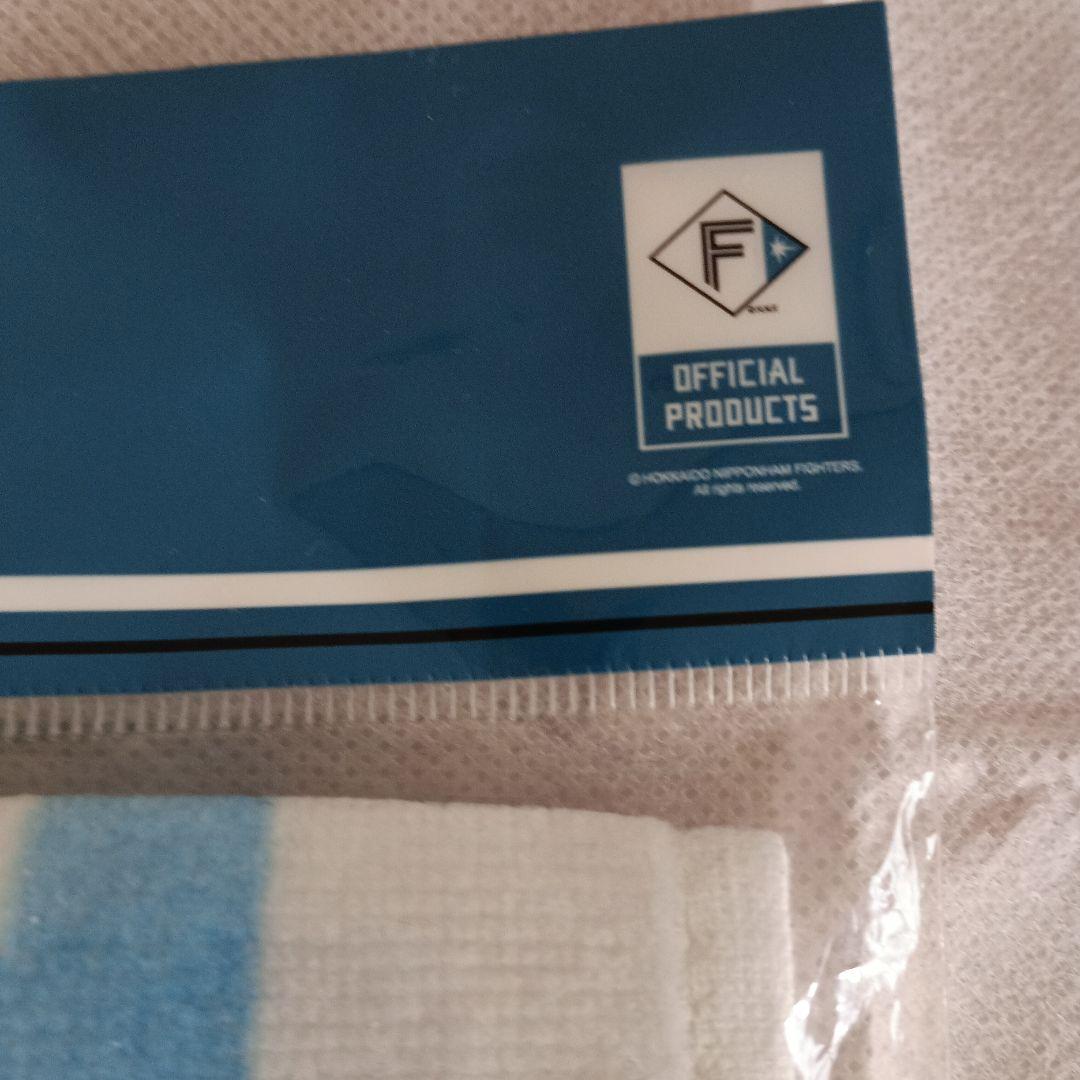 F
OFFICIAL
PRODUCTS
© HOKKAIDO NIPPONHAM FIGHTERS.
All rights reserved.